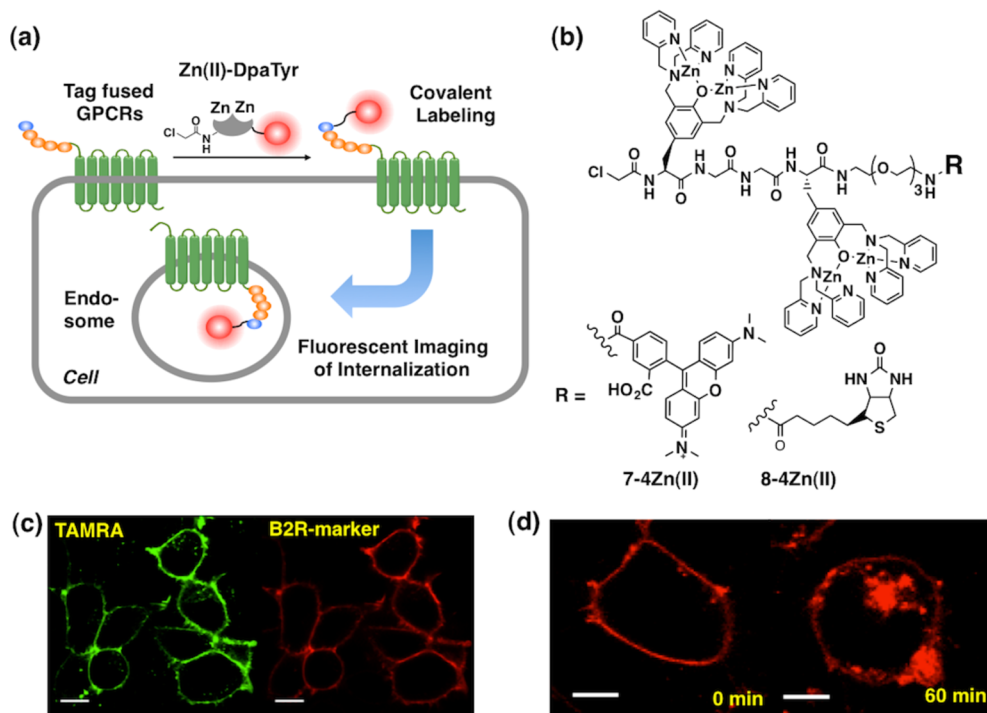 (a)
Zn(II)-DpaTyr
Tag fused
GPCRs
Zn Zn
O
Cl
N
H
Covalent
Labeling
Endo-
some
Cell
Fluorescent Imaging
of Internalization
(b)
N
N
Zn
N
Zn
N
O
N
N
O
H
N
O
H
N
O
R
Cl
N
H
O
N
H
O
N
H
O
3
N
H
N
O
Zn
N
N
Zn
N
N
N
O
N
HO2C
O
N+
R =
O
HN
NH
S
O
7-4Zn(II)
8-4Zn(II)
(c)
TAMRA
B2R-marker
(d)
0 min
60 min